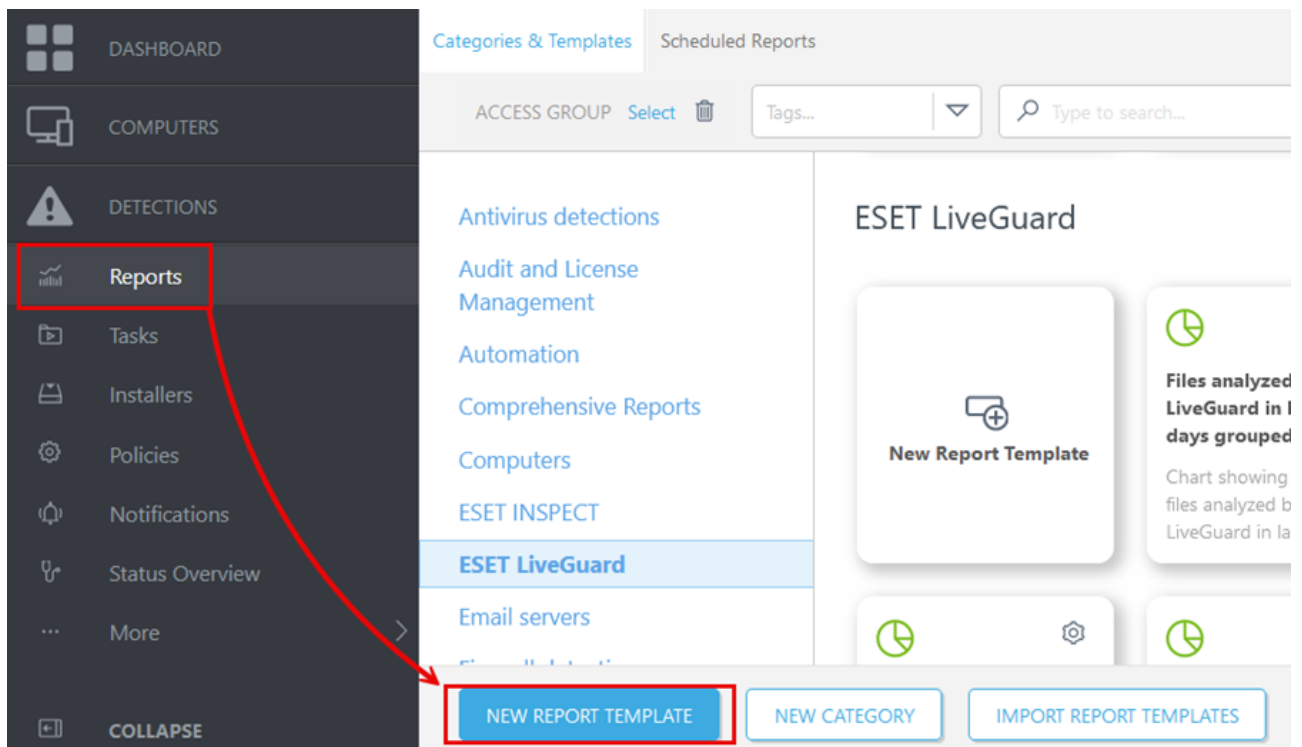 DASHBOARD
COMPUTERS
DETECTIONS
Reports
Tasks
Installers
Policies
Notifications
Status Overview
More
COLLAPSE
Categories & Templates
Scheduled Reports
ACCESS GROUP Select
Tags...
Type to search...
Antivirus detections
Audit and License
Management
Automation
Comprehensive Reports
Computers
ESET INSPECT
ESET LiveGuard
Email servers
ESET LiveGuard
New Report Template
Files analyzed
LiveGuard in
days grouped
Chart showing
files analyzed
LiveGuard in
NEW REPORT TEMPLATE
NEW CATEGORY
IMPORT REPORT TEMPLATES